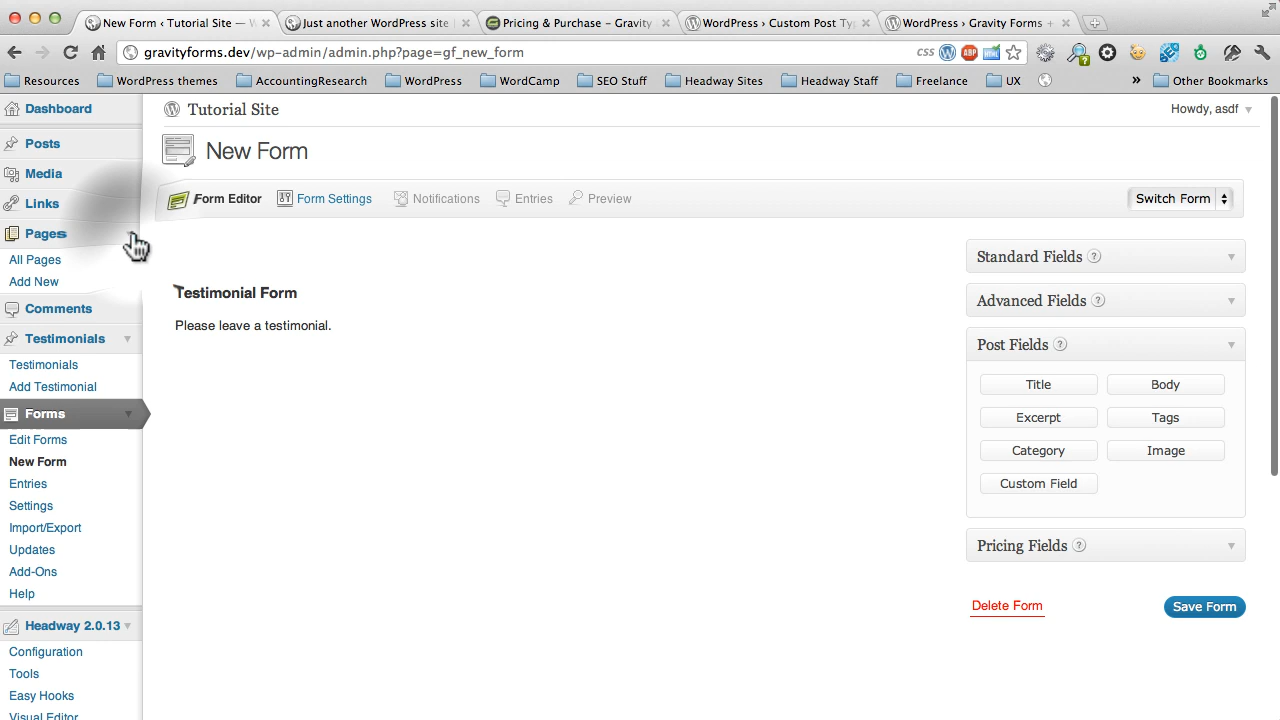 New Form ‹ Tutorial Site — W
Just another WordPress site
Pricing & Purchase – Gravity
WordPress › Custom Post Typ
WordPress › Gravity Forms +
gravityforms.dev/wp-admin/admin.php?page=gf_new_form
CSS
ABP
HTML
Resources
WordPress themes
AccountingResearch
WordPress
WordCamp
SEO Stuff
Headway Sites
Headway Staff
Freelance
UX
»
Other Bookmarks
Dashboard
Posts
Media
Links
Pages
All Pages
Add New
Comments
Testimonials
Testimonials
Add Testimonial
Forms
Edit Forms
New Form
Entries
Settings
Import/Export
Updates
Add-Ons
Help
Headway 2.0.13
Configuration
Tools
Easy Hooks
Visual Editor
Tutorial Site
Howdy, asdf
New Form
Form Editor
Form Settings
Notifications
Entries
Preview
Switch Form
Testimonial Form
Please leave a testimonial.
Standard Fields ?
Advanced Fields ?
Post Fields ?
Title
Body
Excerpt
Tags
Category
Image
Custom Field
Pricing Fields ?
Delete Form
Save Form